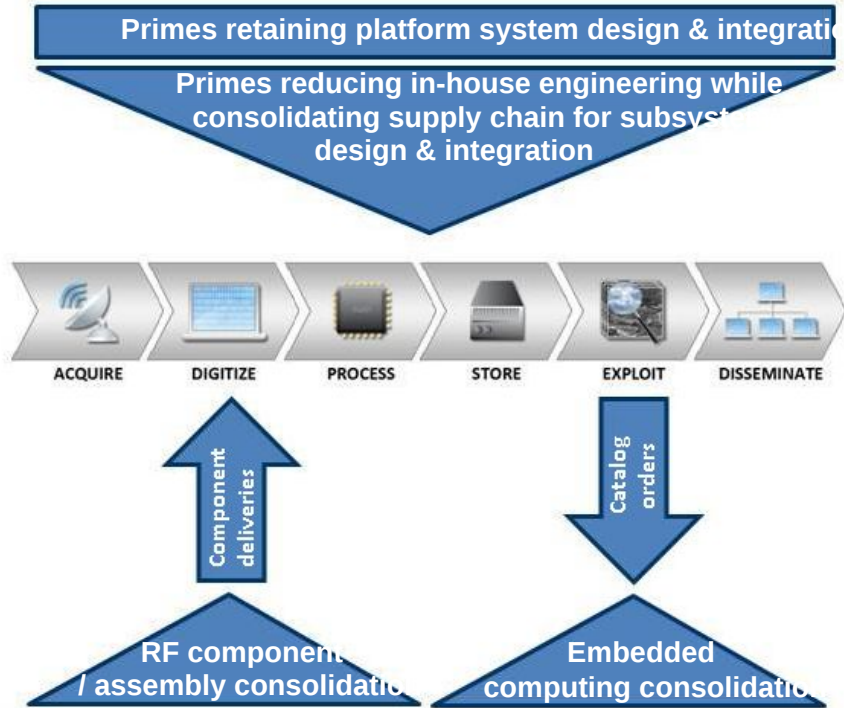 Primes retaining platform system design & integratio
Primes reducing in-house engineering while
consolidating supply chain for subsyste
design & integration
ACQUIRE
DIGITIZE
PROCESS
STORE
EXPLOIT
DISSEMINATE
Component
deliveries
Catalog
orders
RF component
/ assembly consolidatio
Embedded
computing consolidatio